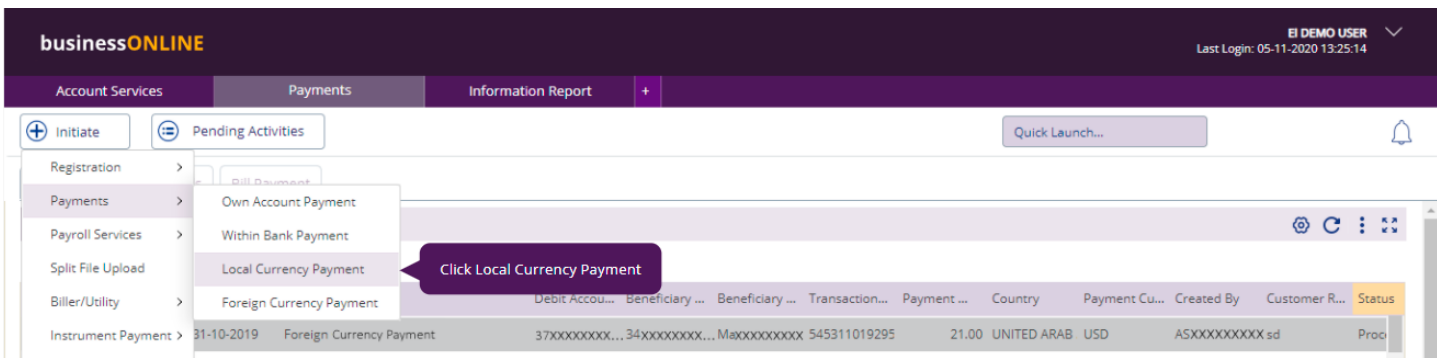 businessONLINE
EI DEMO USER
Last Login: 05-11-2020 13:25:14
Account Services Payments Information Report +
Initiate Pending Activities Quick Launch...
Registration
Bill Payment
Payments
Own Account Payment
Payroll Services
Within Bank Payment
Split File Upload
Local Currency Payment
Click Local Currency Payment
Biller/Utility
Foreign Currency Payment
Debit Accou... Beneficiary ... Beneficiary ... Transaction... Payment ... Country Payment Cu... Created By Customer R... Status
Instrument Payment
31-10-2019 Foreign Currency Payment 37XXXXXXXX... 34XXXXXXXX... MaXXXXXXXXX 545311019295 21.00 UNITED ARAB USD ASXXXXXXXXX sd